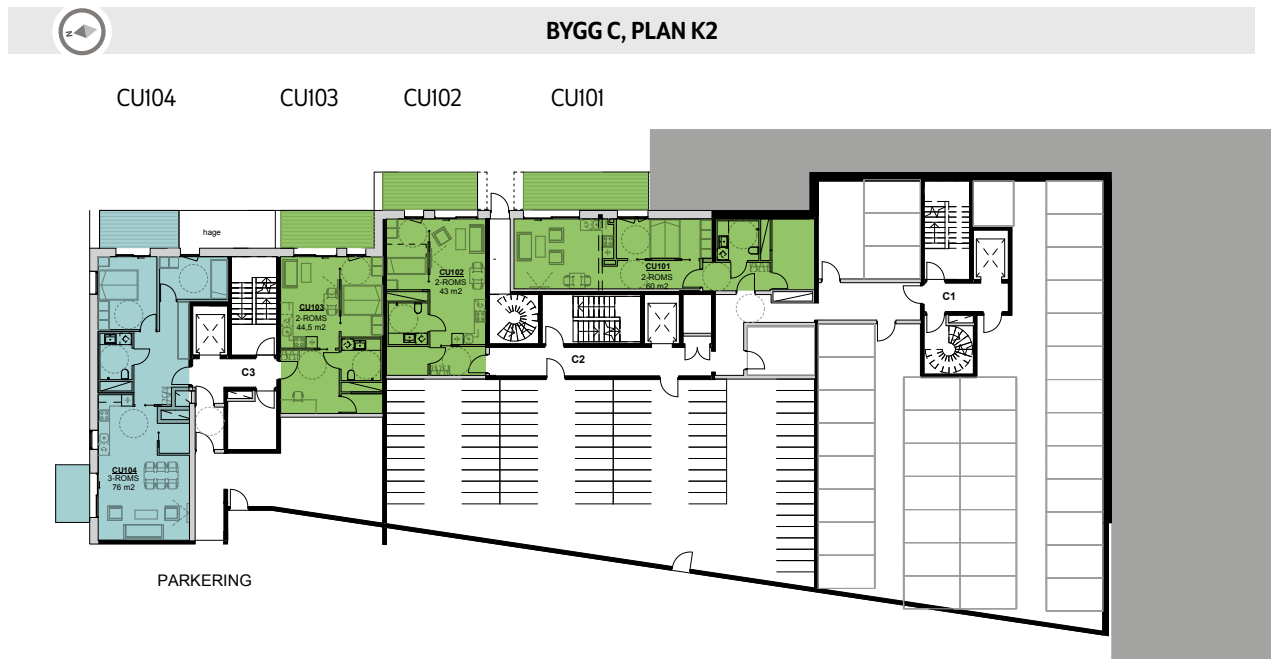 Z
BYGG C, PLAN K2
CU104
CU103
CU102
CU101
hage
CU102
2-ROMS
43 m2
CU101
2-ROMS
60 m2
CU103
2-ROMS
44,5 m2
C1
C2
C3
CU104
3-ROMS
76 m2
PARKERING